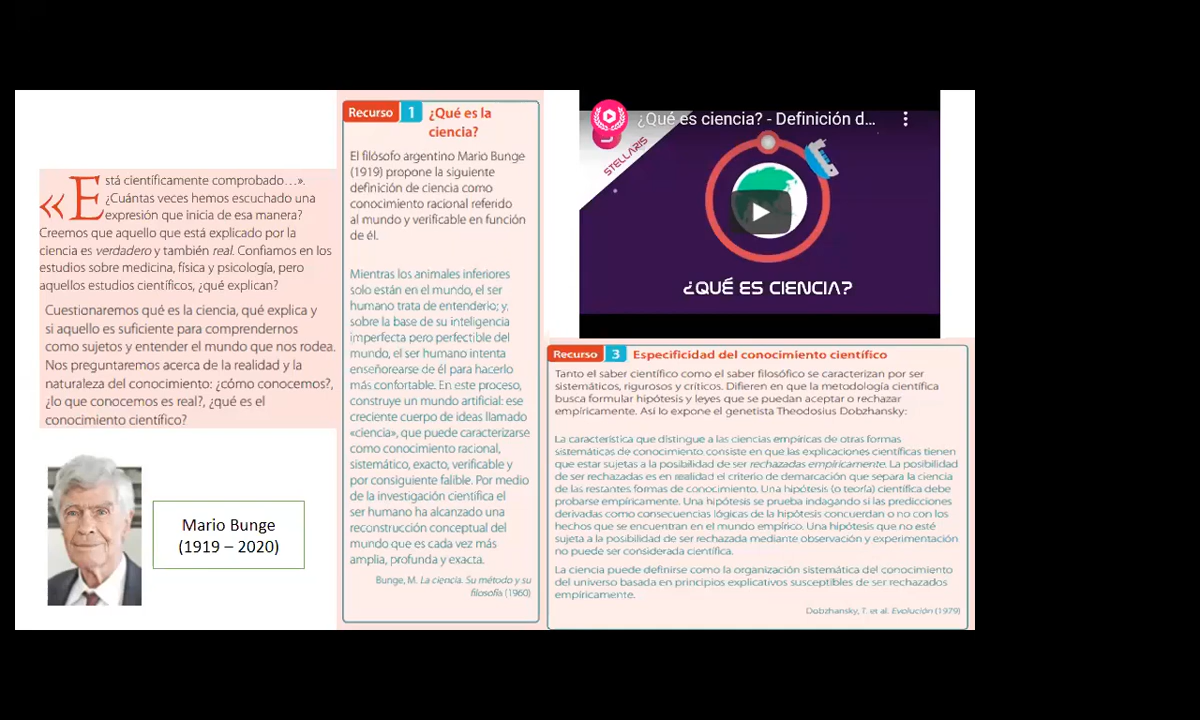 «Está científicamente comprobado…».
¿Cuántas veces hemos escuchado una
expresión que inicia de esa manera?
Creemos que aquello que está explicado por la
ciencia es verdadero y también real. Confiamos en los
estudios sobre medicina, física y psicología, pero
aquellos estudios científicos, ¿qué explican?
Cuestionaremos qué es la ciencia, qué explica y
si aquello es suficiente para comprendernos
como sujetos y entender el mundo que nos rodea.
Nos preguntaremos acerca de la realidad y la
naturaleza del conocimiento: ¿cómo conocemos?,
¿lo que conocemos es real?, ¿qué es el
conocimiento científico?
Mario Bunge
(1919 – 2020)
Recurso 1 ¿Qué es la
ciencia?
El filósofo argentino Mario Bunge
(1919) propone la siguiente
definición de ciencia como
conocimiento racional referido
al mundo y verificable en función
de él.
Mientras los animales inferiores
solo están en el mundo, el ser
humano trata de entenderlo; y,
sobre la base de su inteligencia
imperfecta pero perfectible del
mundo, el ser humano intenta
enseñorearse de él para hacerlo
más confortable. En este proceso,
construye un mundo artificial: ese
creciente cuerpo de ideas llamado
«ciencia», que puede caracterizarse
como conocimiento racional,
sistemático, exacto, verificable y
por consiguiente falible. Por medio
de la investigación científica el
ser humano ha alcanzado una
reconstrucción conceptual del
mundo que es cada vez más
amplia, profunda y exacta.
Bunge, M. La ciencia. Su método y su
filosofía (1960)
¿Qué es ciencia? - Definición d...
STELLARIS
¿QUÉ ES CIENCIA?
Recurso 3 Especificidad del conocimiento científico
Tanto el saber científico como el saber filosófico se caracterizan por ser
sistemáticos, rigurosos y críticos. Difieren en que la metodología científica
busca formular hipótesis y leyes que se puedan aceptar o rechazar
empíricamente. Así lo expone el genetista Theodosius Dobzhansky:
La característica que distingue a las ciencias empíricas de otras formas
sistemáticas de conocimiento consiste en que las explicaciones científicas tienen
que estar sujetas a la posibilidad de ser rechazadas empíricamente. La posibilidad
de ser rechazadas es en realidad el criterio de demarcación que separa la ciencia
de las restantes formas de conocimiento. Una hipótesis (o teoría) científica debe
probarse empíricamente. Una hipótesis se prueba indagando si las predicciones
derivadas como consecuencias lógicas de la hipótesis concuerdan o no con los
hechos que se encuentran en el mundo empírico. Una hipótesis que no esté
sujeta a la posibilidad de ser rechazada mediante observación y experimentación
no puede ser considerada científica.
La ciencia puede definirse como la organización sistemática del conocimiento
del universo basada en principios explicativos susceptibles de ser rechazados
empíricamente.
Dobzhansky, T. et al. Evolución (1979)